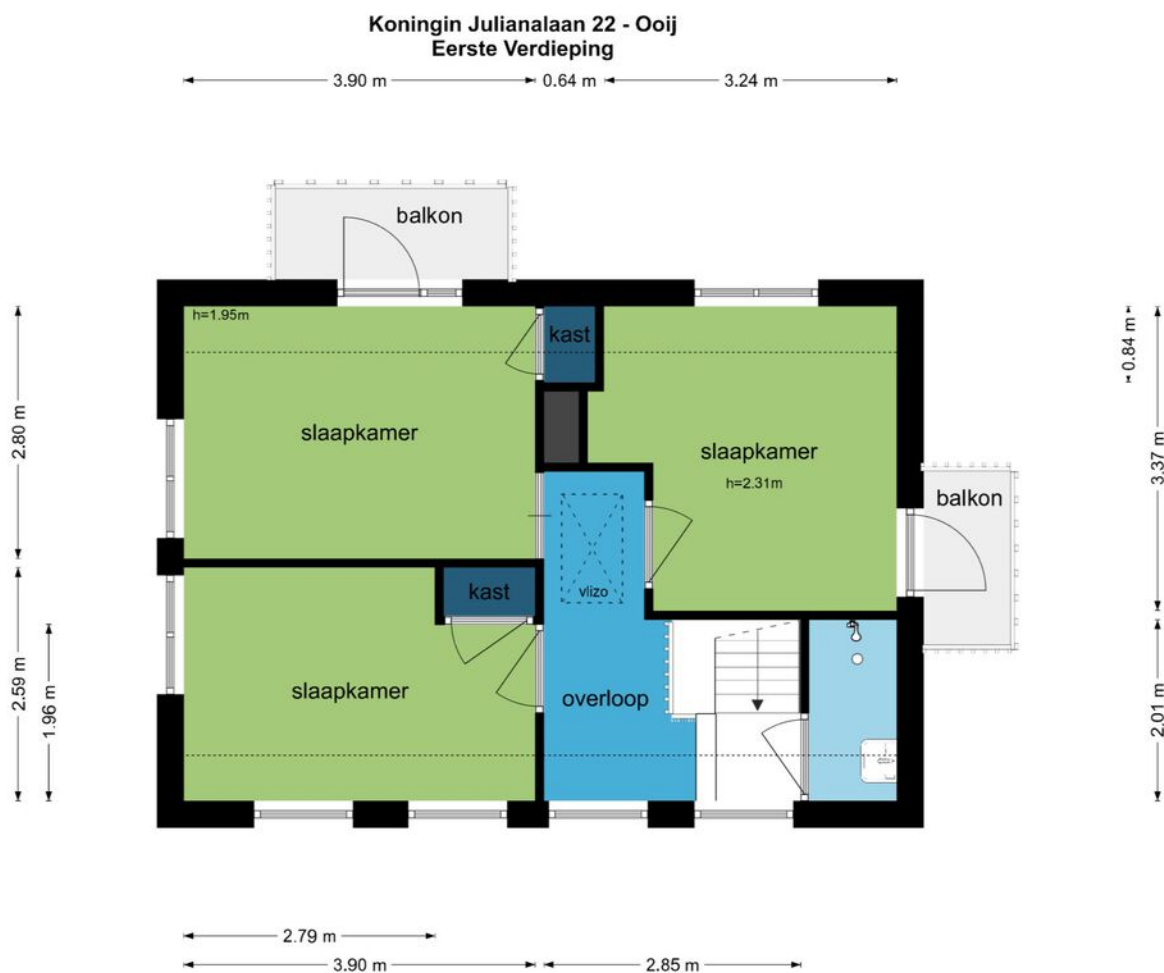 Koningin Julianalaan 22 - Ooij
Eerste Verdieping
3.90 m
0.64 m
3.24 m
balkon
h=1.95m
kast
0.84 m
2.80 m
slaapkamer
slaapkamer
h=2.31m
3.37 m
balkon
kast
vlizo
2.59 m
1.96 m
slaapkamer
overloop
2.01 m
2.79 m
3.90 m
2.85 m